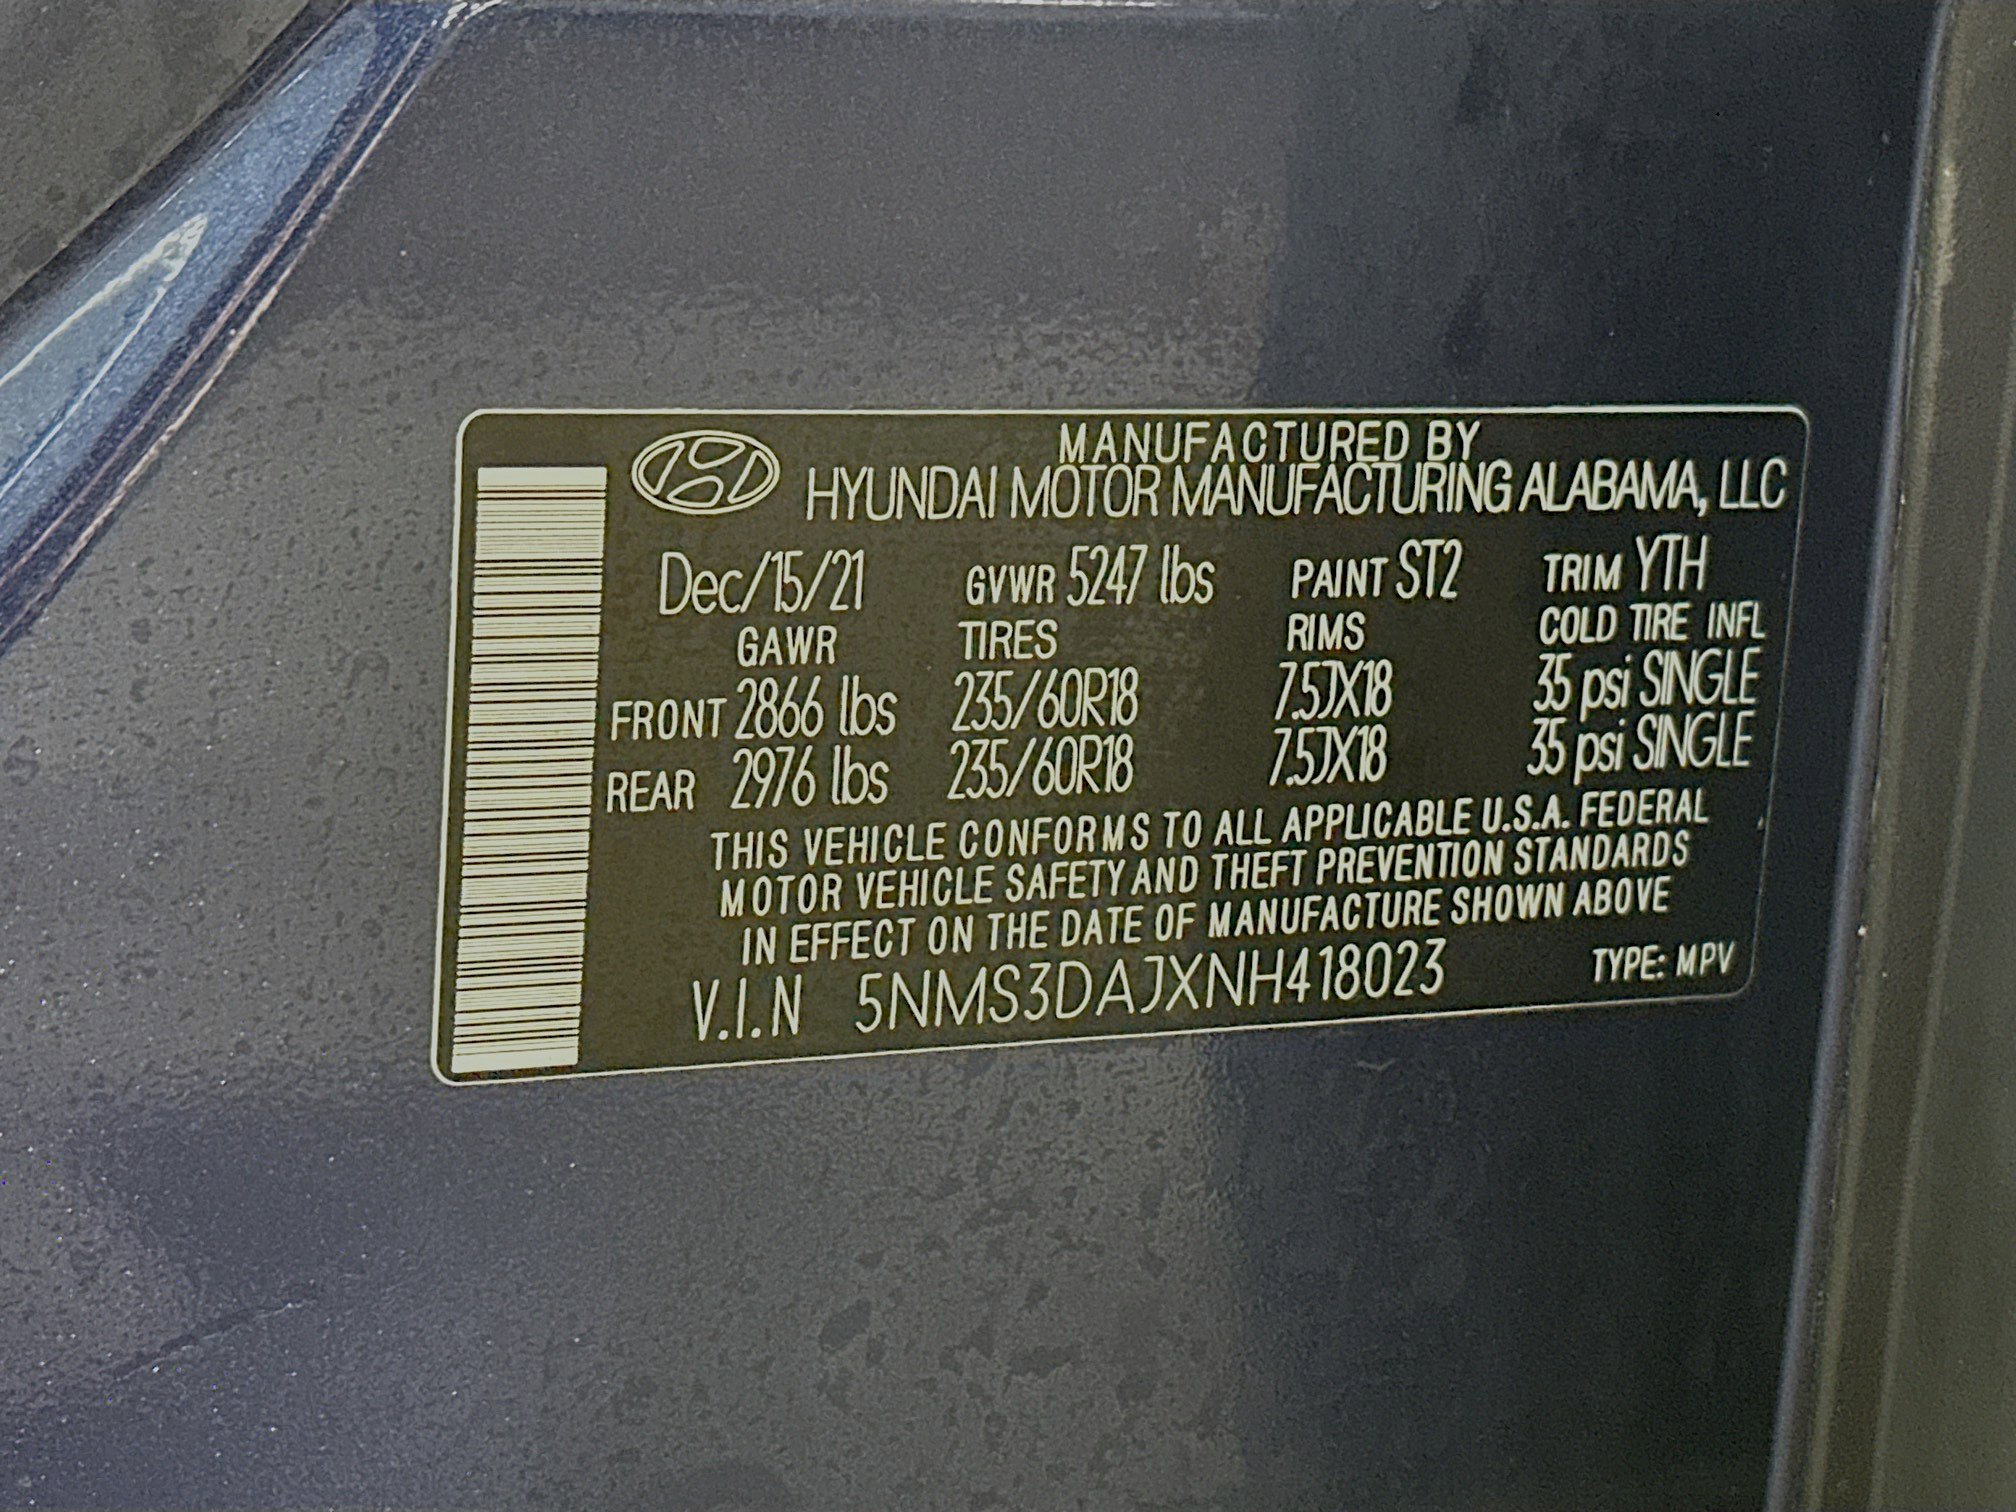 MANUFACTURED BY
HYUNDAI MOTOR MANUFACTURING ALABAMA, LLC
Dec/15/21 GVWR 5247 lbs PAINT ST2 TRIM YTH
GAWR TIRES RIMS COLD TIRE INFL
FRONT 2866 lbs 235/60R18 7.5JX18 35 psi SINGLE
REAR 2976 lbs 235/60R18 7.5JX18 35 psi SINGLE
THIS VEHICLE CONFORMS TO ALL APPLICABLE U.S.A. FEDERAL
MOTOR VEHICLE SAFETY AND THEFT PREVENTION STANDARDS
IN EFFECT ON THE DATE OF MANUFACTURE SHOWN ABOVE
V.I.N 5NMS3DAJXNH418023 TYPE: MPV